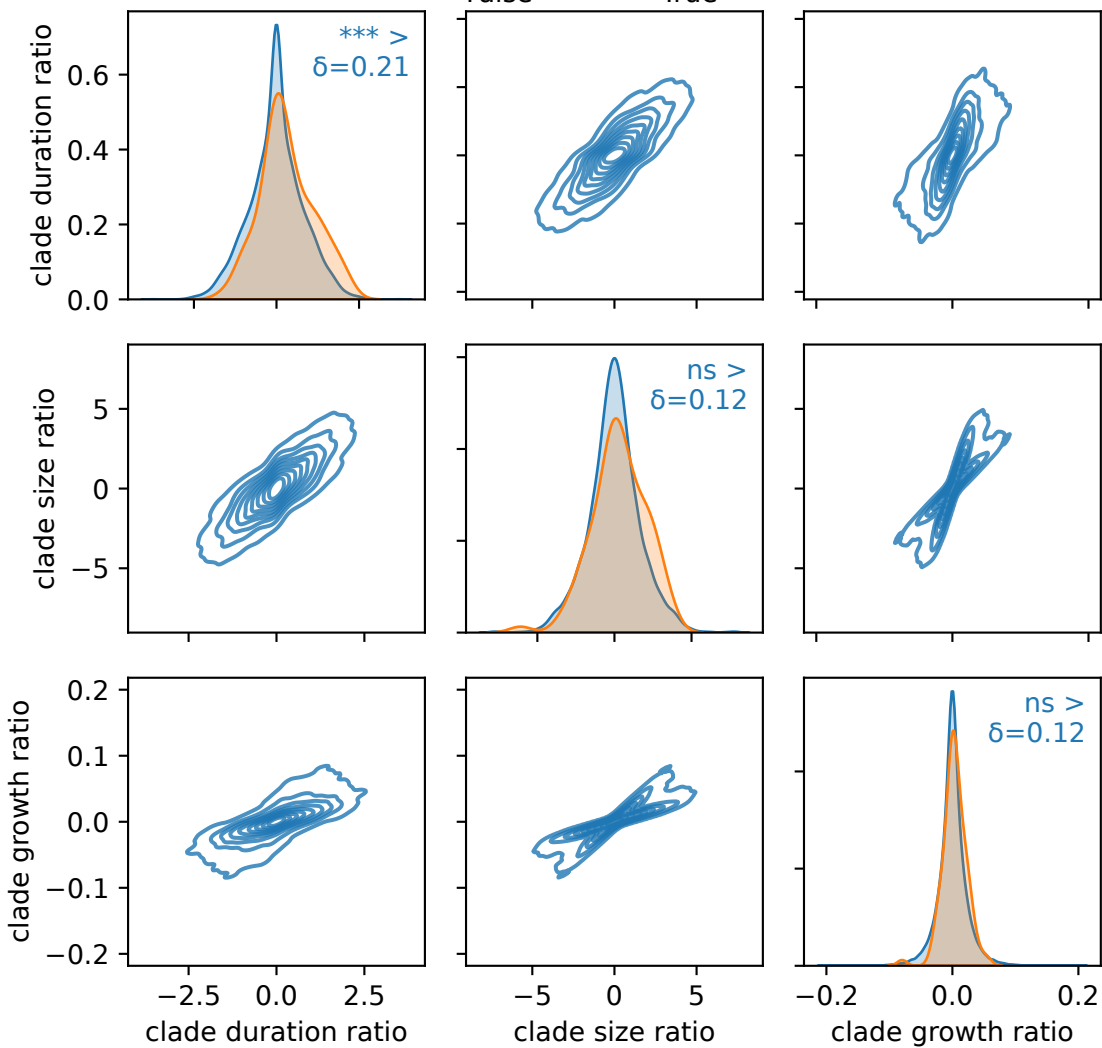 False True
clade duration ratio
0.6
0.4
0.2
0.0
*** >
δ=0.21
clade size ratio
5
0
−5
ns >
δ=0.12
clade growth ratio
0.2
0.1
0.0
−0.1
−0.2
ns >
δ=0.12
−2.5 0.0 2.5
−5 0 5
−0.2 0.0 0.2
clade duration ratio
clade size ratio
clade growth ratio